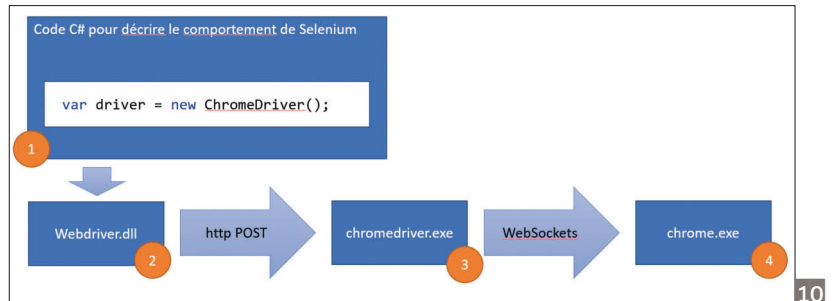 Code C# pour décrire le comportement de Selenium
var driver = new ChromeDriver();
1
Webdriver.dll
2
http POST
chromedriver.exe
3
WebSockets
chrome.exe
4
10